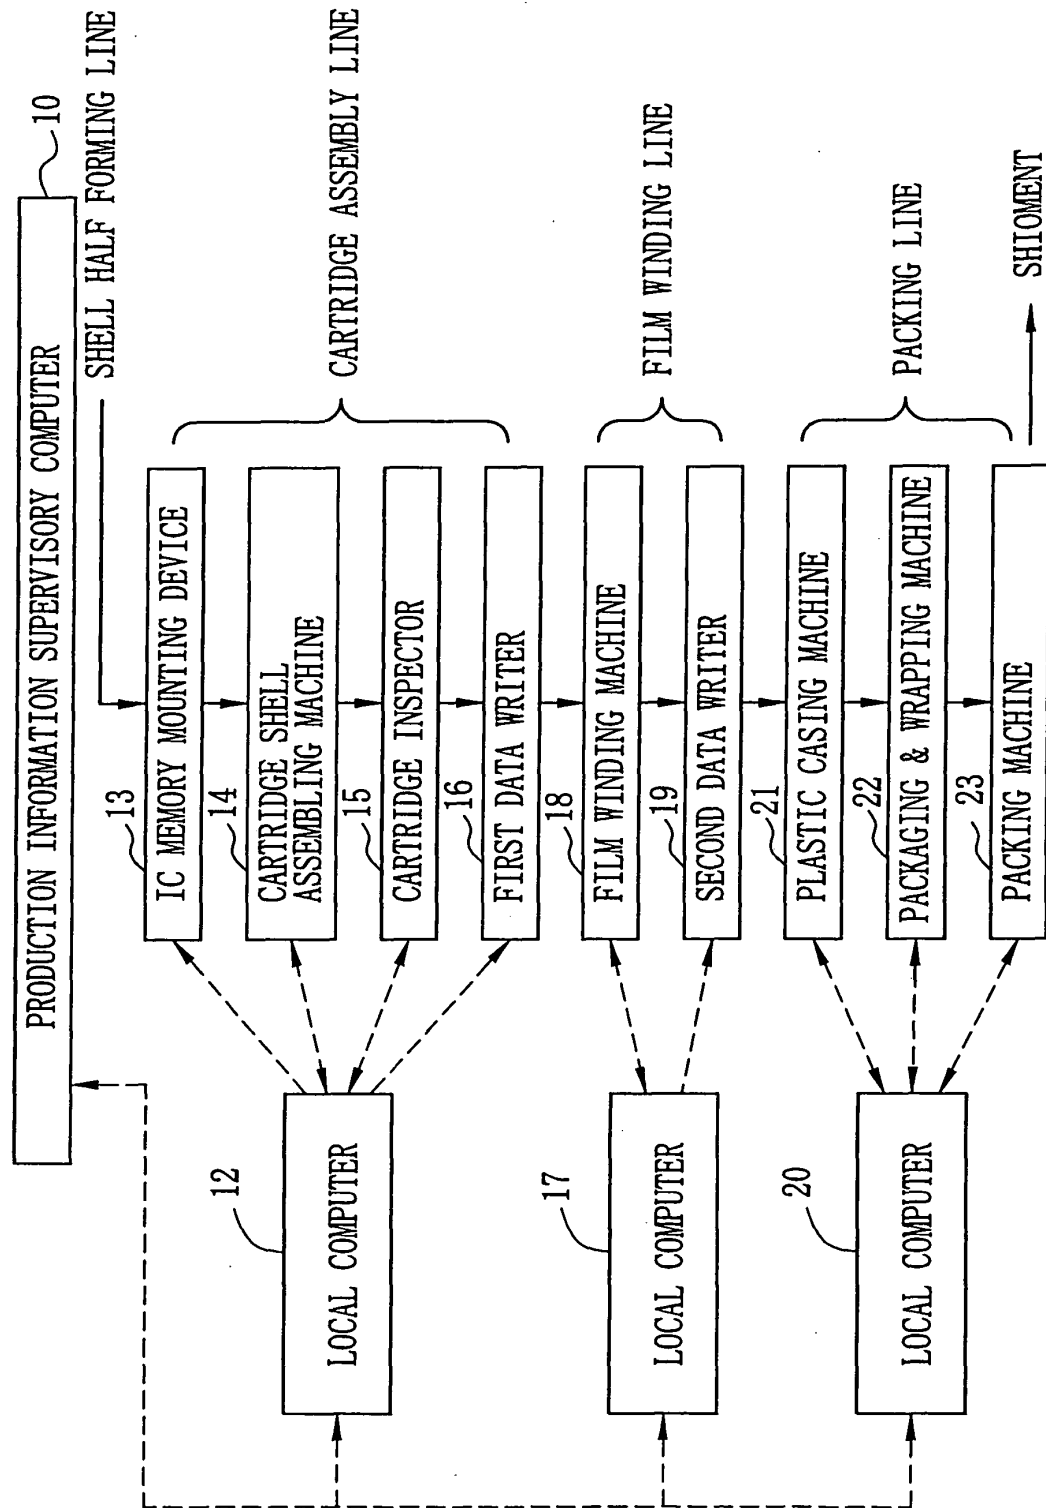 PRODUCTION INFORMATION SUPERVISORY COMPUTER
10
SHELL HALF FORMING LINE
13
IC MEMORY MOUNTING DEVICE
14
CARTRIDGE SHELL
ASSEMBLING MACHINE
15
CARTRIDGE INSPECTOR
16
FIRST DATA WRITER
CARTRIDGE ASSEMBLY LINE
12
LOCAL COMPUTER
18
FILM WINDING MACHINE
19
SECOND DATA WRITER
FILM WINDING LINE
17
LOCAL COMPUTER
21
PLASTIC CASING MACHINE
22
PACKAGING & WRAPPING MACHINE
23
PACKING MACHINE
PACKING LINE
20
LOCAL COMPUTER
SHIOMENT